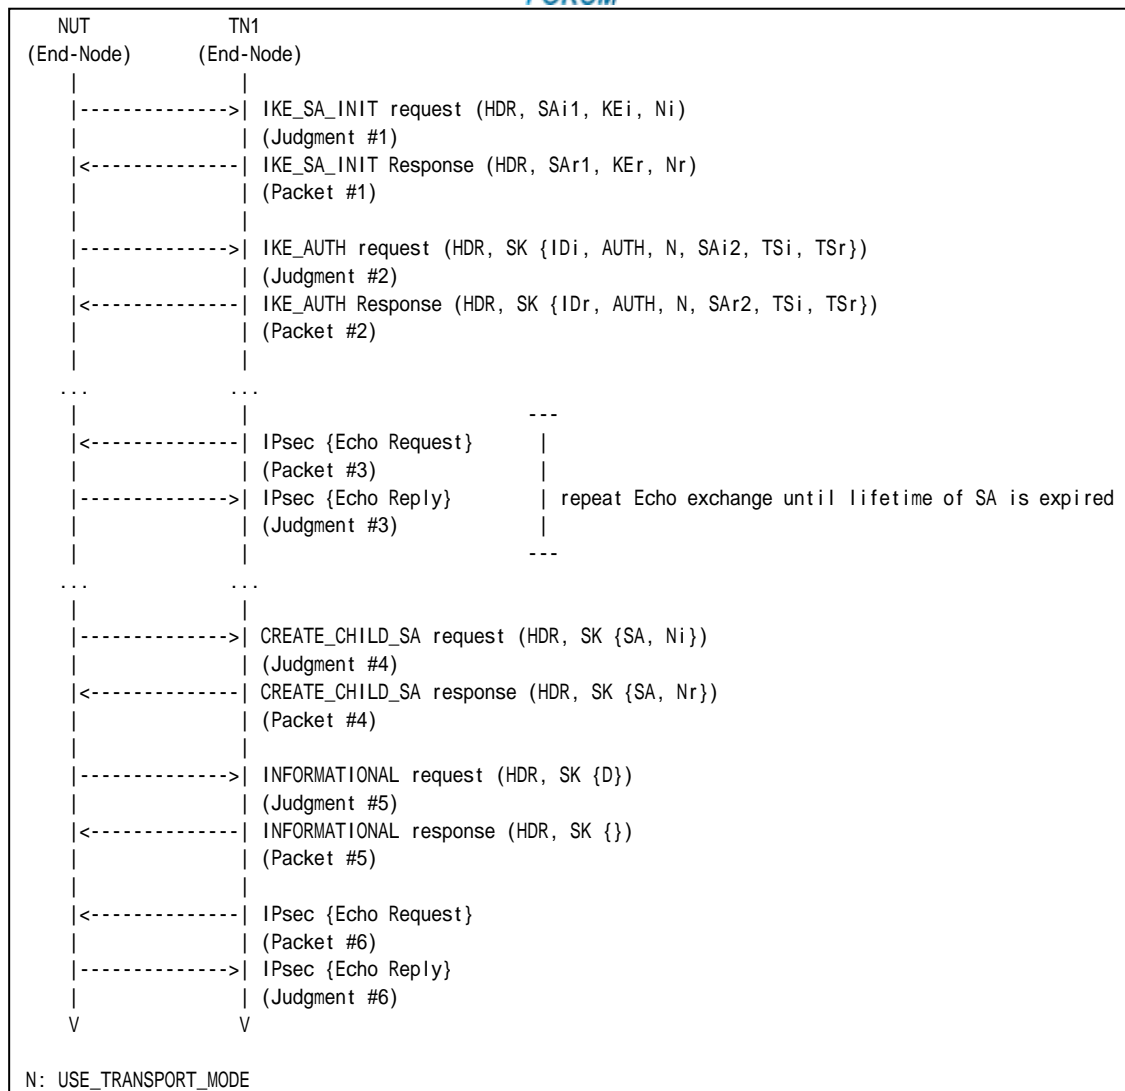 FORUM
NUT TN1
(End-Node) (End-Node)
| |
|-------------->| IKE_SA_INIT request (HDR, SAi1, KEi, Ni)
| | (Judgment #1)
|<--------------| IKE_SA_INIT Response (HDR, SAr1, KEr, Nr)
| | (Packet #1)
| |
|-------------->| IKE_AUTH request (HDR, SK {IDi, AUTH, N, SAi2, TSi, TSr})
| | (Judgment #2)
|<--------------| IKE_AUTH Response (HDR, SK {IDr, AUTH, N, SAr2, TSi, TSr})
| | (Packet #2)
| |
... ...
| | ---
|<--------------| IPsec {Echo Request} |
| | (Packet #3) |
|-------------->| IPsec {Echo Reply} | repeat Echo exchange until lifetime of SA is expired
| | (Judgment #3) |
| | ---
... ...
| |
|-------------->| CREATE_CHILD_SA request (HDR, SK {SA, Ni})
| | (Judgment #4)
|<--------------| CREATE_CHILD_SA response (HDR, SK {SA, Nr})
| | (Packet #4)
| |
|-------------->| INFORMATIONAL request (HDR, SK {D})
| | (Judgment #5)
|<--------------| INFORMATIONAL response (HDR, SK {})
| | (Packet #5)
| |
|<--------------| IPsec {Echo Request}
| | (Packet #6)
|-------------->| IPsec {Echo Reply}
| | (Judgment #6)
V V
N: USE_TRANSPORT_MODE